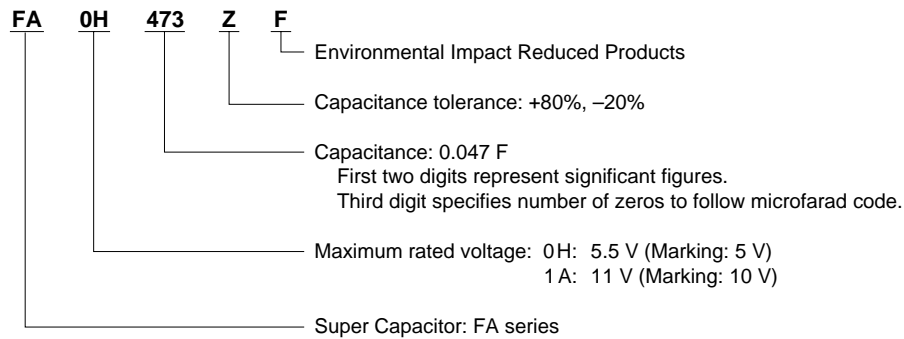 FA 0H 473 Z F
Environmental Impact Reduced Products
Capacitance tolerance: +80%, –20%
Capacitance: 0.047 F
First two digits represent significant figures.
Third digit specifies number of zeros to follow microfarad code.
Maximum rated voltage: 0H: 5.5 V (Marking: 5 V)
1A: 11 V (Marking: 10 V)
Super Capacitor: FA series